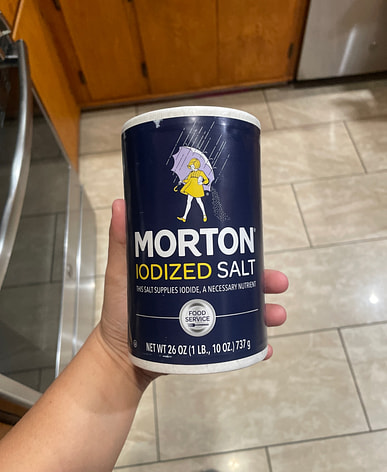 MORTON®
IODIZED SALT
THIS SALT SUPPLIES IODIDE, A NECESSARY NUTRIENT
FOOD
SERVICE
NET WT 26 OZ (1 LB., 10 OZ.) 737 g